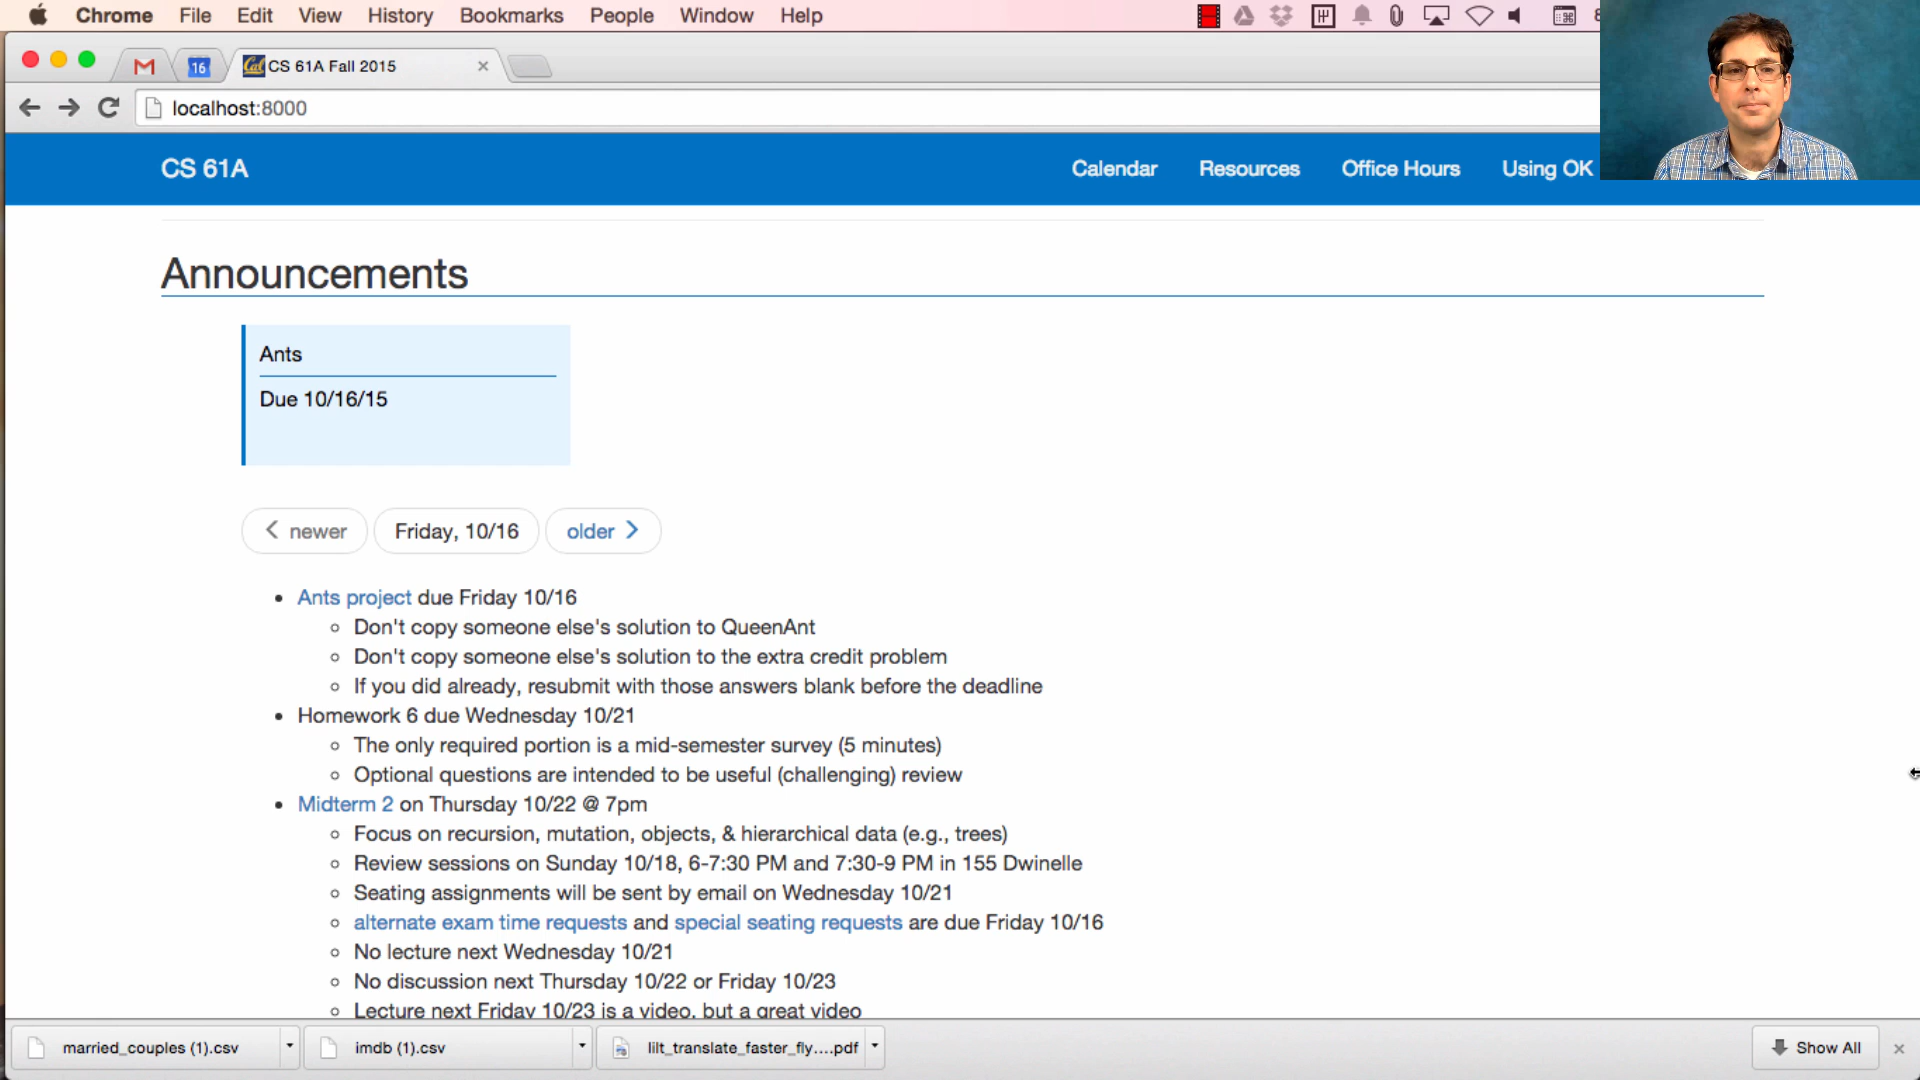 Chrome File Edit View History Bookmarks People Window Help
16 Cal CS 61A Fall 2015
localhost:8000
CS 61A Calendar Resources Office Hours Using OK
Announcements
Ants
Due 10/16/15
newer Friday, 10/16 older
Ants project due Friday 10/16
Don't copy someone else's solution to QueenAnt
Don't copy someone else's solution to the extra credit problem
If you did already, resubmit with those answers blank before the deadline
Homework 6 due Wednesday 10/21
The only required portion is a mid-semester survey (5 minutes)
Optional questions are intended to be useful (challenging) review
Midterm 2 on Thursday 10/22 @ 7pm
Focus on recursion, mutation, objects, & hierarchical data (e.g., trees)
Review sessions on Sunday 10/18, 6-7:30 PM and 7:30-9 PM in 155 Dwinelle
Seating assignments will be sent by email on Wednesday 10/21
alternate exam time requests and special seating requests are due Friday 10/16
No lecture next Wednesday 10/21
No discussion next Thursday 10/22 or Friday 10/23
Lecture next Friday 10/23 is a video, but a great video
married_couples (1).csv imdb (1).csv lilt_translate_faster_fly....pdf Show All